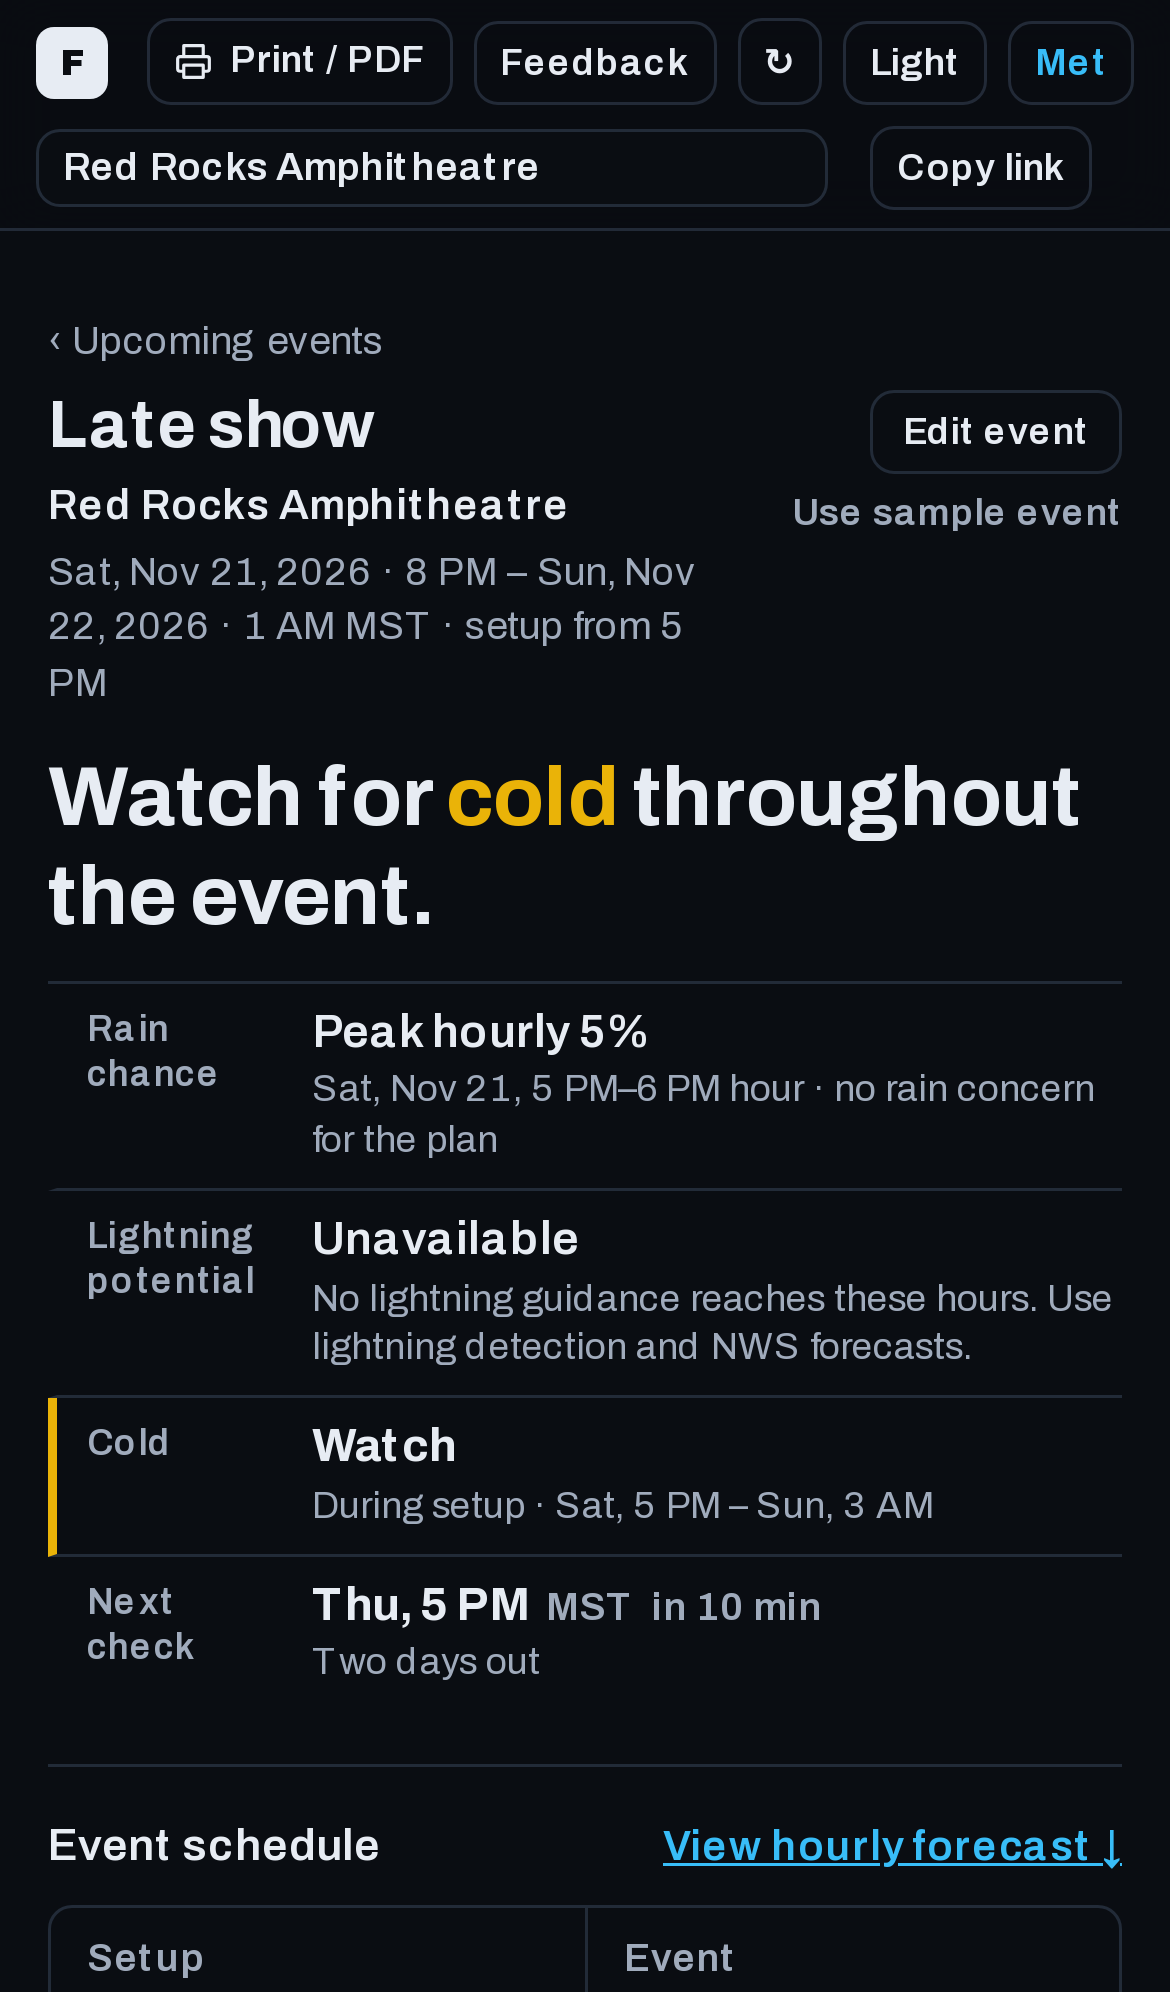 F Print / PDF Feedback ↻ Light Met
Red Rocks Amphitheatre Copy link
‹ Upcoming events
Late show Edit event
Red Rocks Amphitheatre Use sample event
Sat, Nov 21, 2026 · 8 PM – Sun, Nov
22, 2026 · 1 AM MST · setup from 5
PM
Watch for cold throughout
the event.
Rain
chance
Peak hourly 5%
Sat, Nov 21, 5 PM–6 PM hour · no rain concern
for the plan
Lightning
potential
Unavailable
No lightning guidance reaches these hours. Use
lightning detection and NWS forecasts.
Cold
Watch
During setup · Sat, 5 PM – Sun, 3 AM
Next
check
Thu, 5 PM MST in 10 min
Two days out
Event schedule View hourly forecast ↓
Setup Event